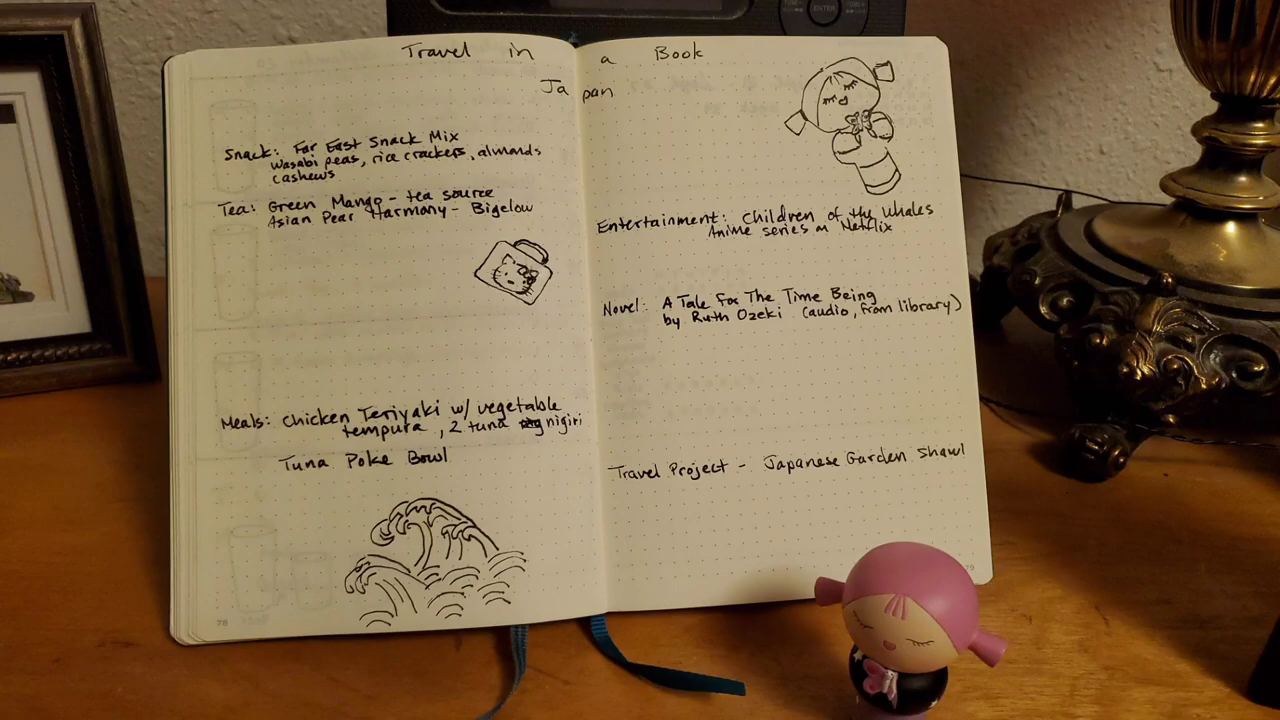 Travel in a Book
Japan
Snack: Far East Snack Mix
Wasabi peas, rice crackers, almonds
cashews
Tea: Green Mango - tea source
Asian Pear Harmony - Bigelow
Meals: Chicken Teriyaki w/ vegetable
tempura, 2 tuna nigiri
Tuna Poke Bowl
78
Entertainment: Children of the Whales
Anime series on Netflix
Novel: A Tale For The Time Being
by Ruth Ozeki (audio, from library)
Travel Project - Japanese Garden Shawl
79
ENTER